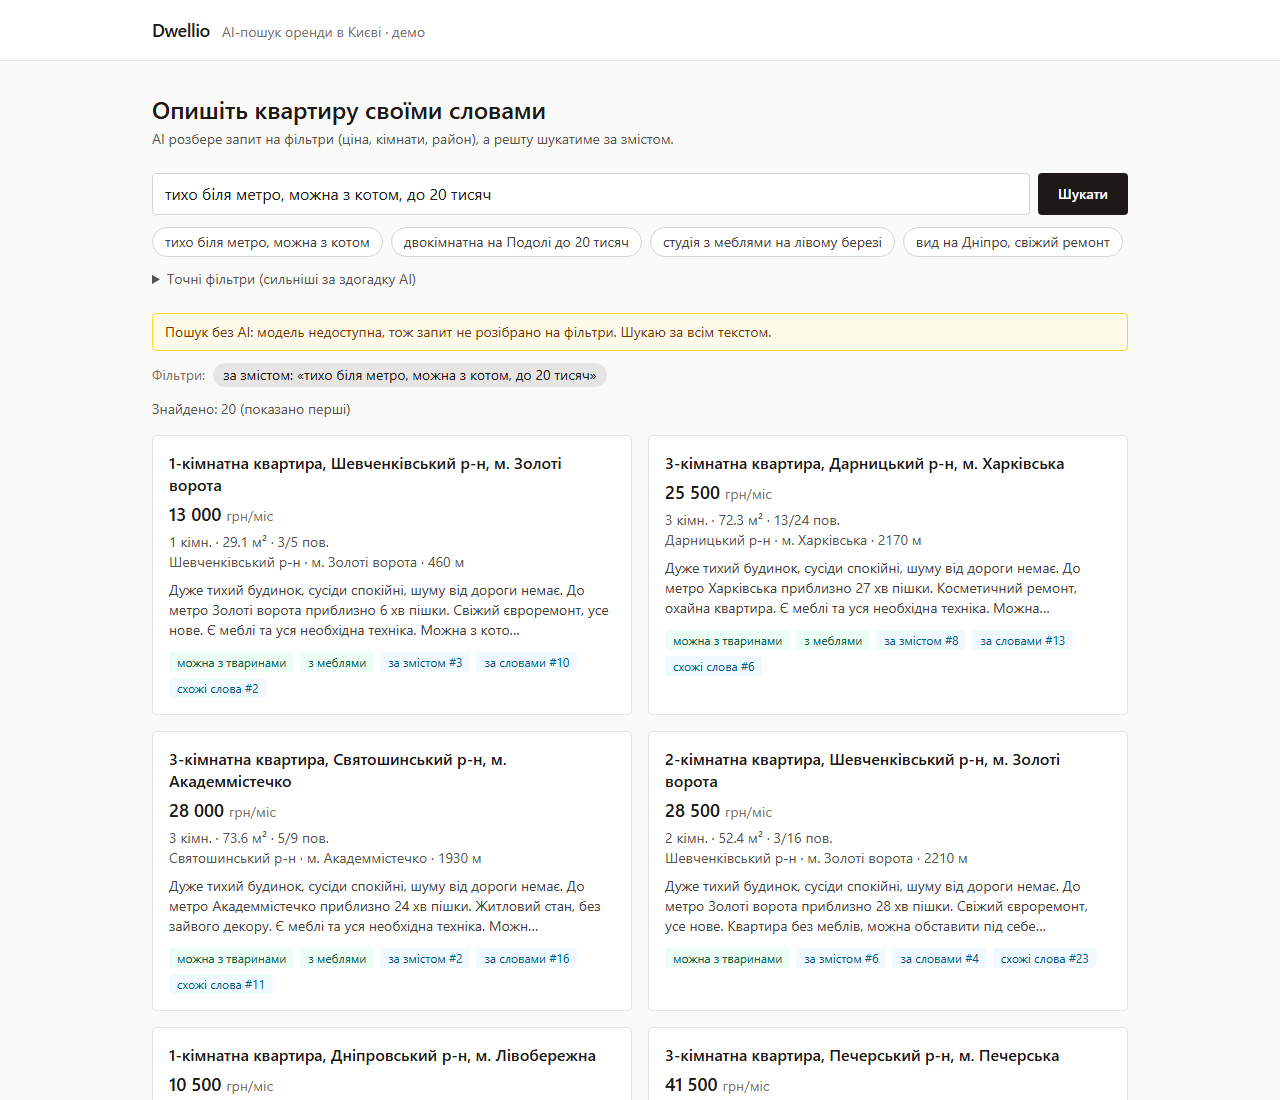 Dwellio AI-пошук оренди в Києві · демо
Опишіть квартиру своїми словами
AI розбере запит на фільтри (ціна, кімнати, район), а решту шукатиме за змістом.
тихо біля метро, можна з котом, до 20 тисяч
Шукати
тихо біля метро, можна з котом
двокімнатна на Подолі до 20 тисяч
студія з меблями на лівому березі
вид на Дніпро, свіжий ремонт
Точні фільтри (сильніші за здогадку AI)
Пошук без AI: модель недоступна, тож запит не розібрано на фільтри. Шукаю за всім текстом.
Фільтри: за змістом: «тихо біля метро, можна з котом, до 20 тисяч»
Знайдено: 20 (показано перші)
1-кімнатна квартира, Шевченківський р-н, м. Золоті
ворота
13 000 грн/міс
1 кімн. · 29.1 м² · 3/5 пов.
Шевченківський р-н · м. Золоті ворота · 460 м
Дуже тихий будинок, сусіди спокійні, шуму від дороги немає. До
метро Золоті ворота приблизно 6 хв пішки. Свіжий євроремонт, усе
нове. Є меблі та уся необхідна техніка. Можна з кото...
можна з тваринами
з меблями
за змістом #3
за словами #10
схожі слова #2
3-кімнатна квартира, Дарницький р-н, м. Харківська
25 500 грн/міс
3 кімн. · 72.3 м² · 13/24 пов.
Дарницький р-н · м. Харківська · 2170 м
Дуже тихий будинок, сусіди спокійні, шуму від дороги немає. До
метро Харківська приблизно 27 хв пішки. Косметичний ремонт,
охайна квартира. Є меблі та уся необхідна техніка. Можна...
можна з тваринами
з меблями
за змістом #8
за словами #13
схожі слова #6
3-кімнатна квартира, Святошинський р-н, м.
Академмістечко
28 000 грн/міс
3 кімн. · 73.6 м² · 5/9 пов.
Святошинський р-н · м. Академмістечко · 1930 м
Дуже тихий будинок, сусіди спокійні, шуму від дороги немає. До
метро Академмістечко приблизно 24 хв пішки. Житловий стан, без
зайвого декору. Є меблі та уся необхідна техніка. Можн...
можна з тваринами
з меблями
за змістом #2
за словами #16
схожі слова #11
2-кімнатна квартира, Шевченківський р-н, м. Золоті
ворота
28 500 грн/міс
2 кімн. · 52.4 м² · 3/16 пов.
Шевченківський р-н · м. Золоті ворота · 2210 м
Дуже тихий будинок, сусіди спокійні, шуму від дороги немає. До
метро Золоті ворота приблизно 28 хв пішки. Свіжий євроремонт,
усе нове. Квартира без меблів, можна обставити під себе...
можна з тваринами
за змістом #6
за словами #4
схожі слова #23
1-кімнатна квартира, Дніпровський р-н, м. Лівобережна
10 500 грн/міс
3-кімнатна квартира, Печерський р-н, м. Печерська
41 500 грн/міс